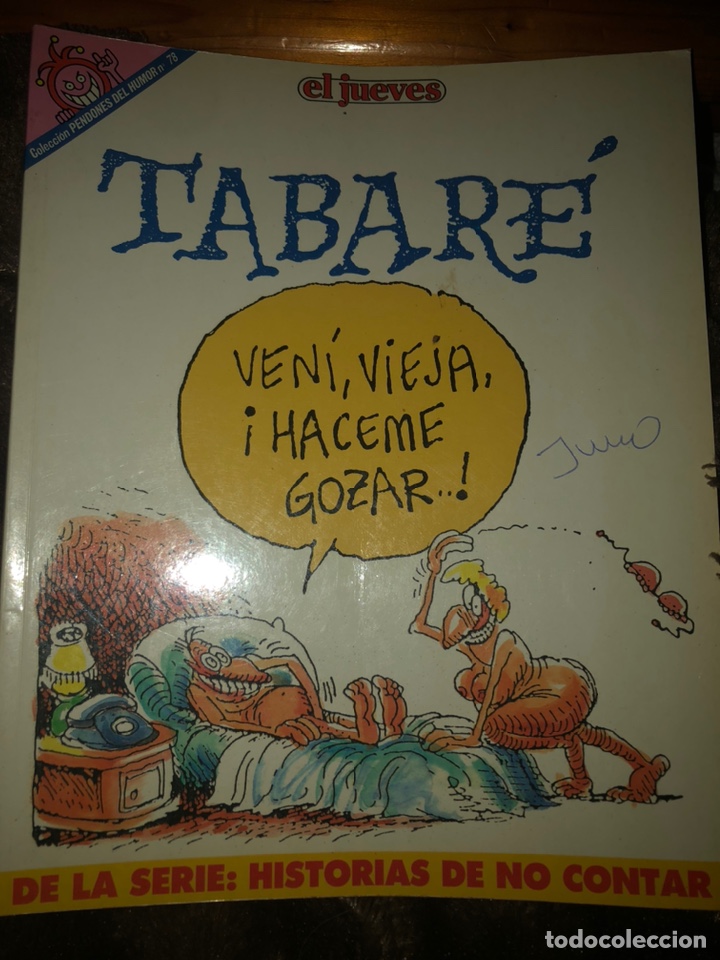 Colección PENDONES DEL HUMOR nº 78
el jueves
TABARÉ
VENÍ, VIEJA,
¡HACEME
GOZAR..!
DE LA SERIE: HISTORIAS DE NO CONTAR
todocoleccion